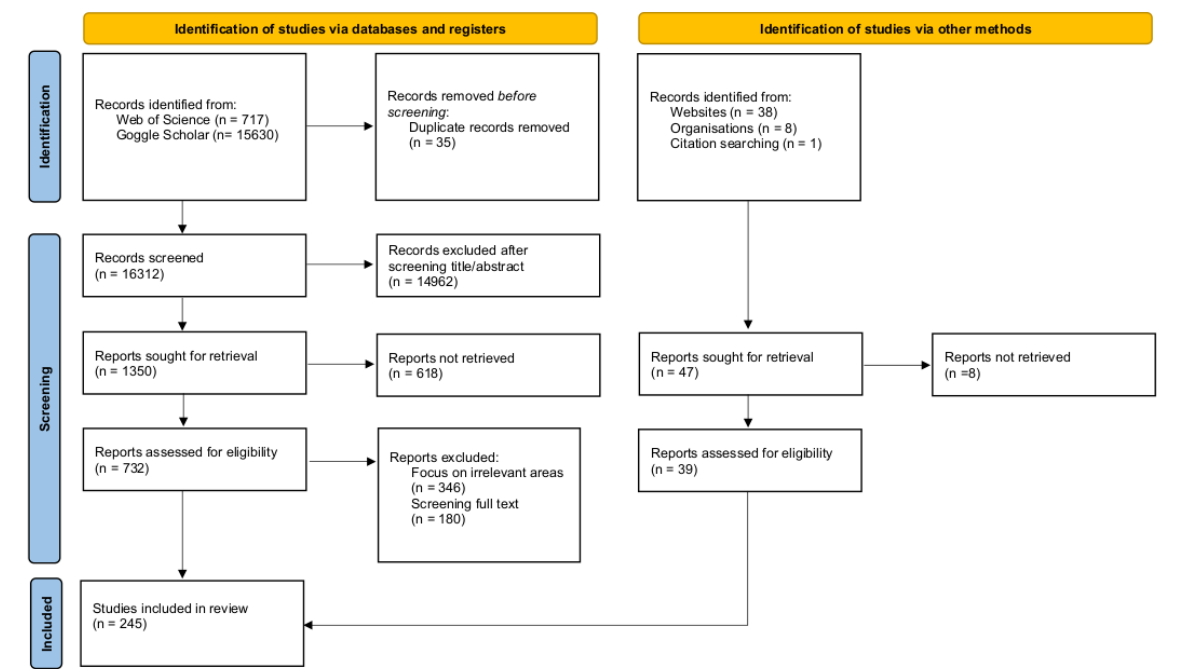 Identification of studies via databases and registers
Identification of studies via other methods
Identification
Records identified from:
Web of Science (n = 717)
Goggle Scholar (n= 15630)
Records removed before
screening:
Duplicate records removed
(n = 35)
Records identified from:
Websites (n = 38)
Organisations (n = 8)
Citation searching (n = 1)
Screening
Records screened
(n = 16312)
Records excluded after
screening title/abstract
(n = 14962)
Reports sought for retrieval
(n = 1350)
Reports not retrieved
(n = 618)
Reports sought for retrieval
(n = 47)
Reports not retrieved
(n =8)
Reports assessed for eligibility
(n = 732)
Reports excluded:
Focus on irrelevant areas
(n = 346)
Screening full text
(n = 180)
Reports assessed for eligibility
(n = 39)
Included
Studies included in review
(n = 245)